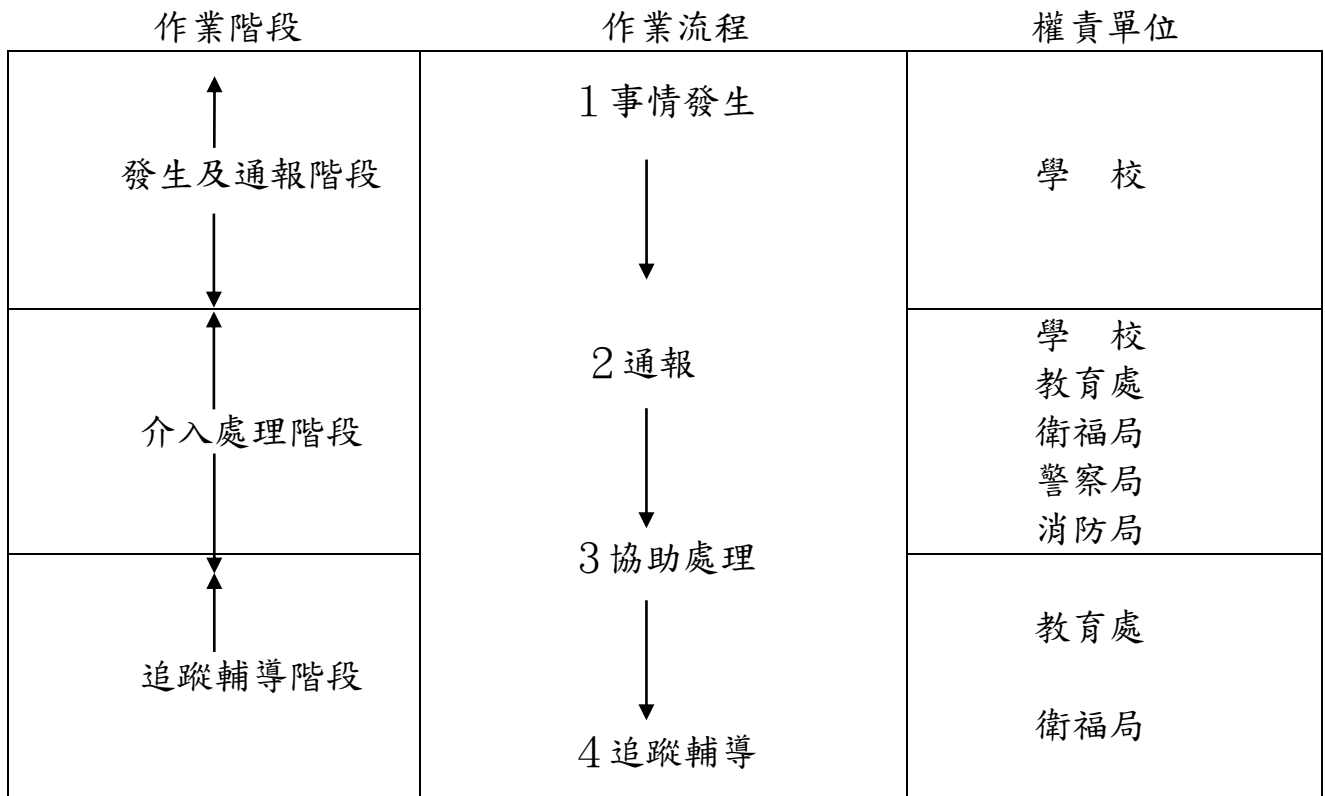 作業階段 作業流程 權責單位
1事情發生
發生及通報階段 學 校
學 校
2通報
教育處
介入處理階段 衛福局
警察局
消防局
3協助處理
教育處
追蹤輔導階段
衛福局
4追蹤輔導